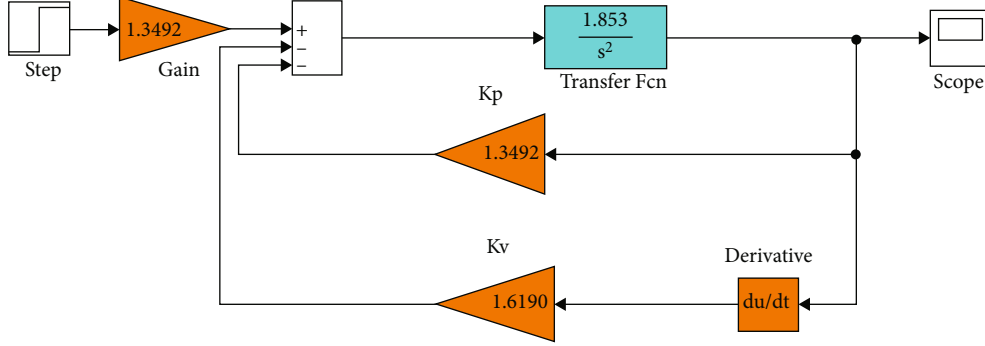 Step
1.3492
Gain
+
−
−
1.853
s²
Transfer Fcn
Scope
Kp
1.3492
Kv
1.6190
Derivative
du/dt